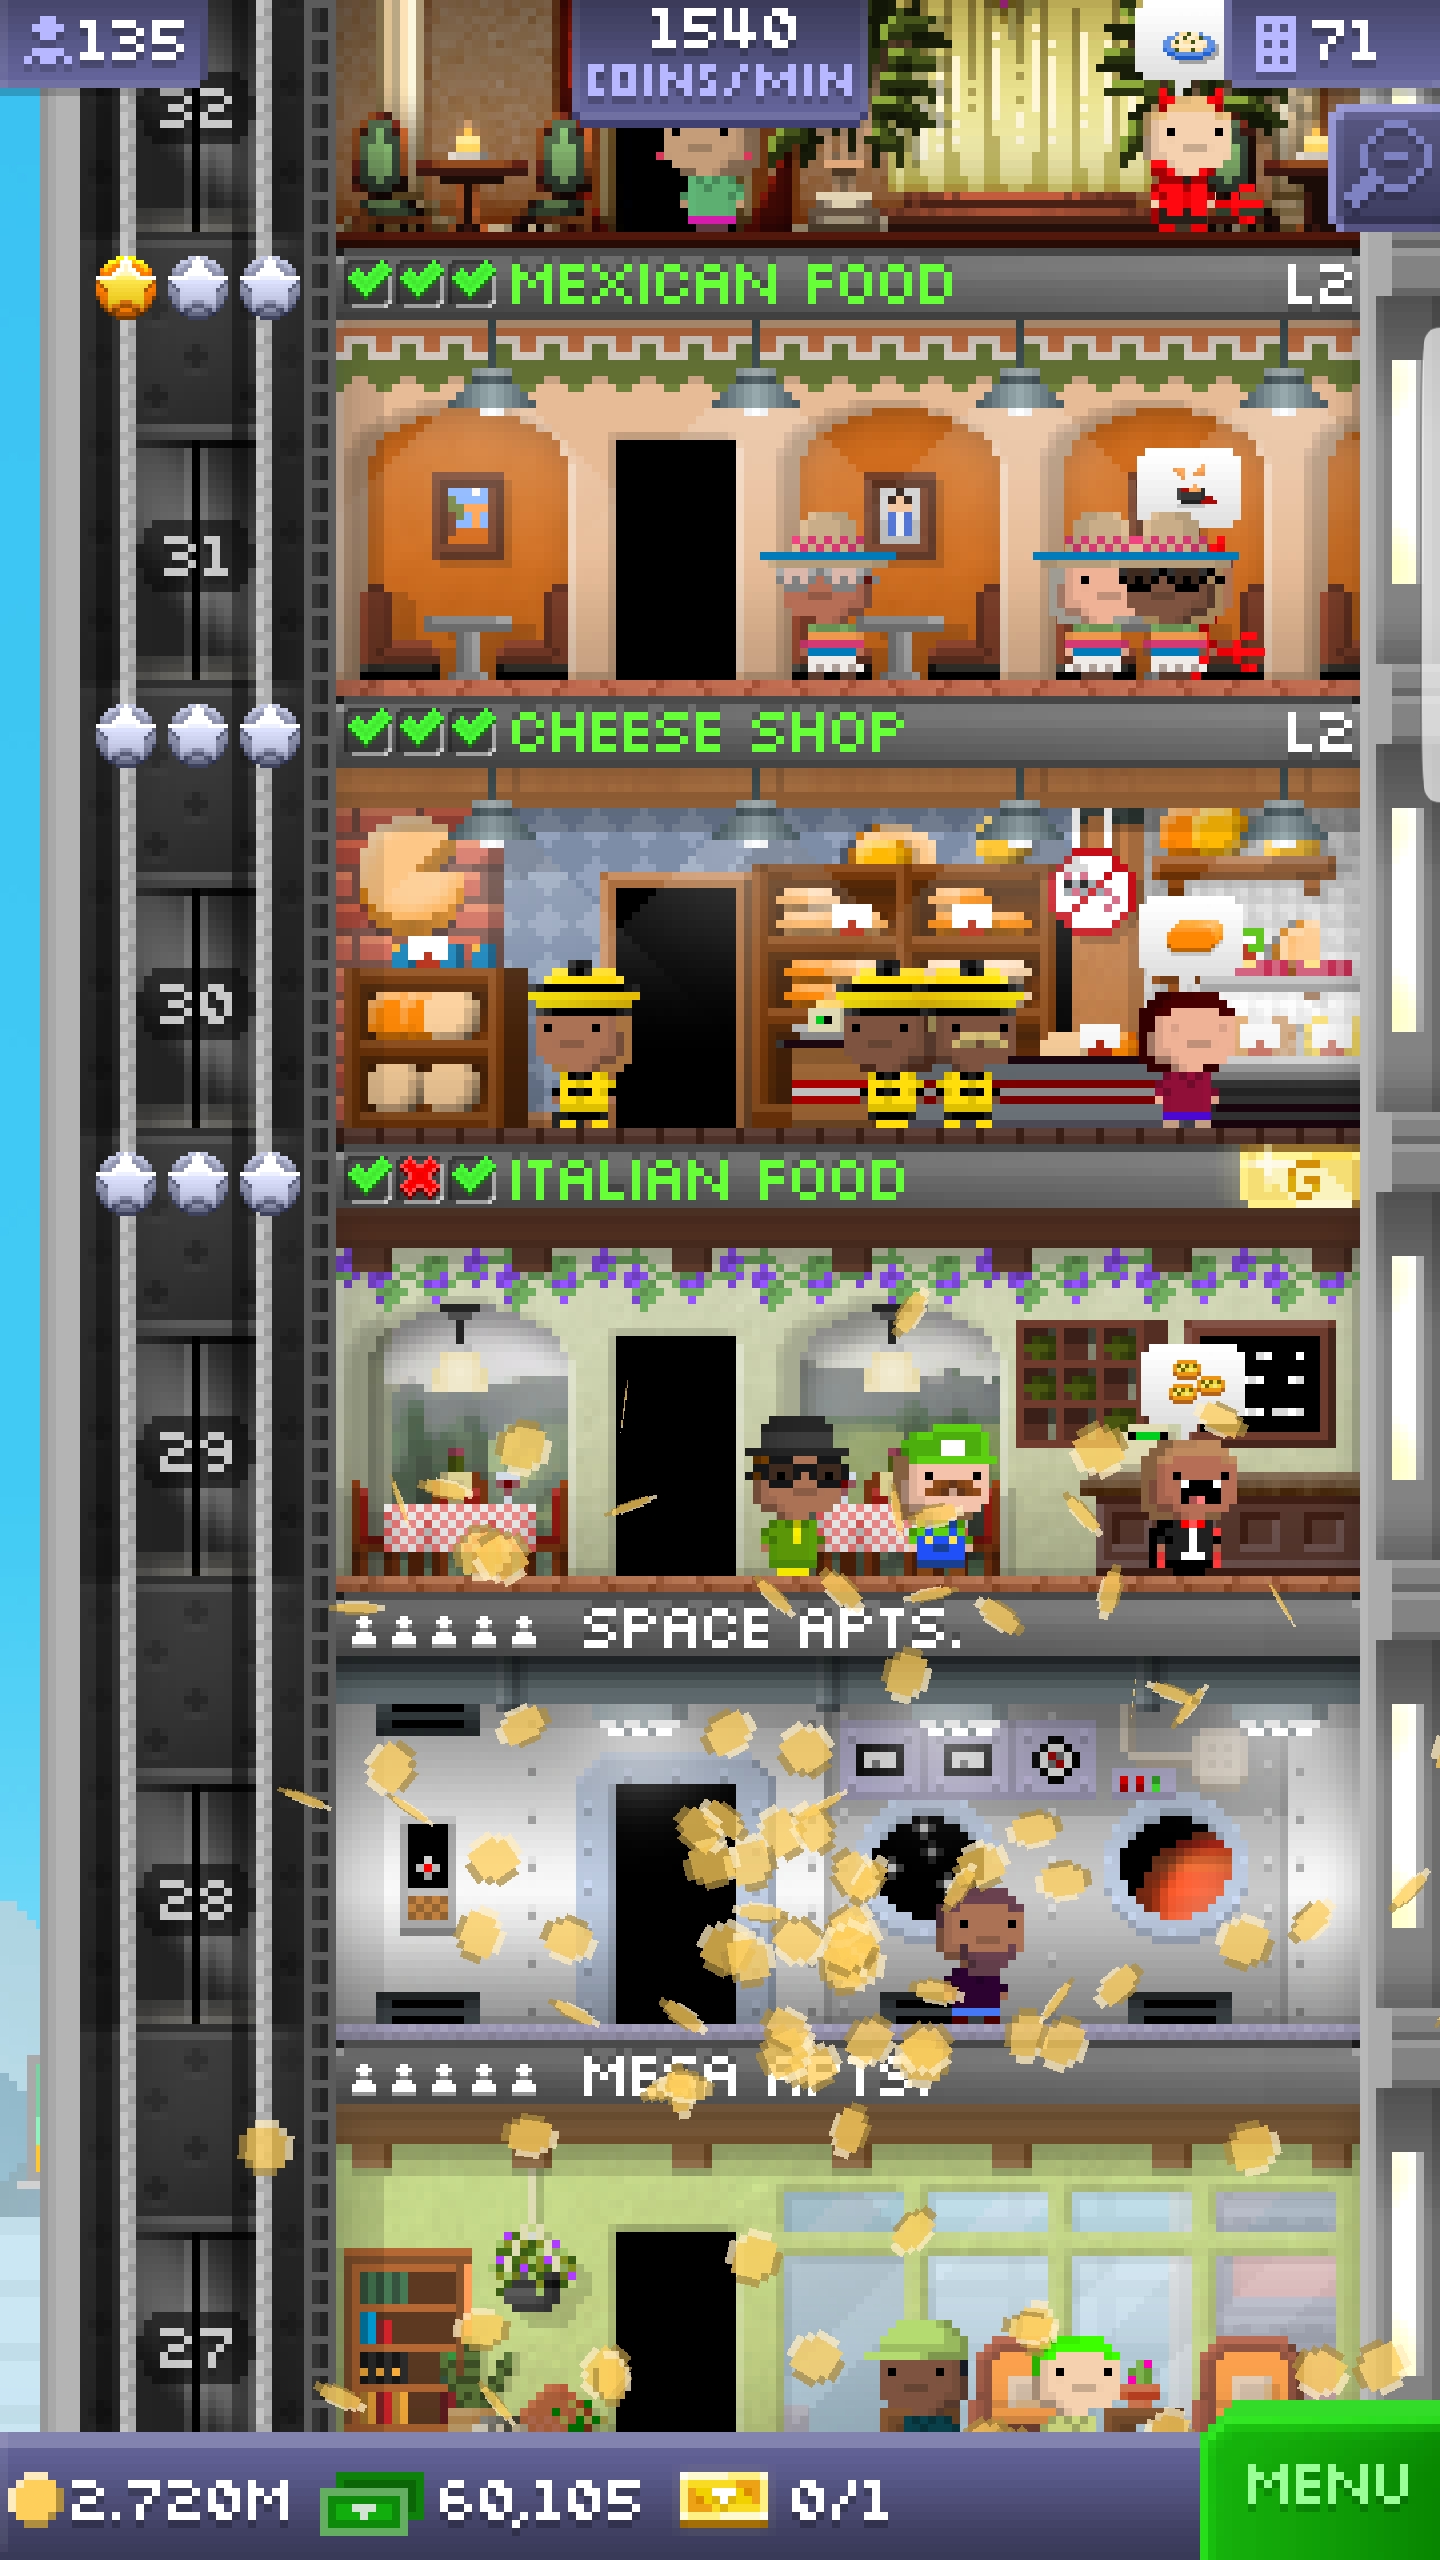 135
1540
COINS/MIN
71
32
MEXICAN FOOD L2
31
CHEESE SHOP L2
30
ITALIAN FOOD G
29
SPACE APTS.
28
MESA APTS.
27
2.720M 60,105 0/1 MENU